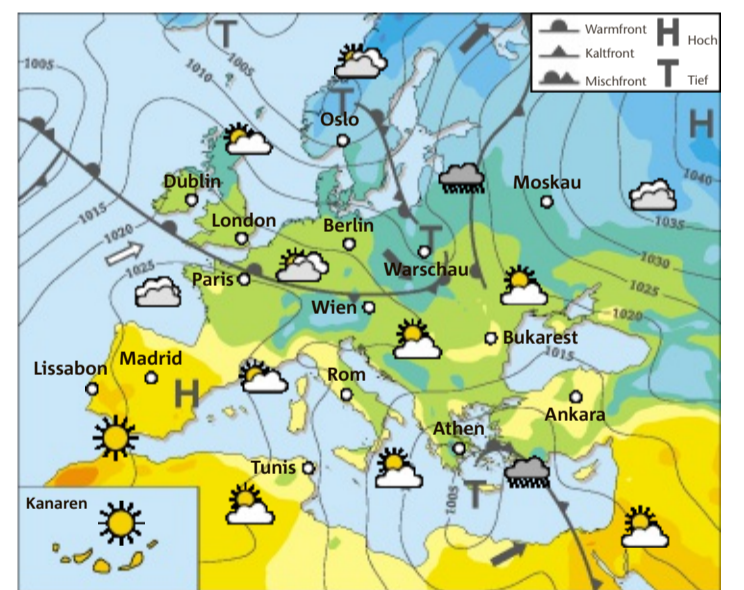 Warmfront
Kaltfront
Mischfront
H Hoch
T Tief
T
1005
1005
1010
T
Oslo
H
1040
Dublin
Moskau
1015
London
Berlin
1035
1020
T
1030
1025
Paris
Warschau
1025
Wien
1020
Bukarest
1015
Lissabon
Madrid
H
Rom
Ankara
Athen
Tunis
T
1005
Kanaren